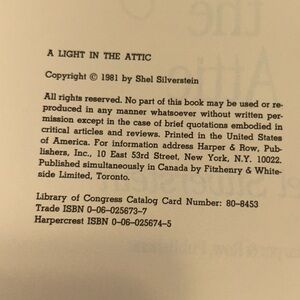 A LIGHT IN THE ATTIC
Copyright © 1981 by Shel Silverstein
All rights reserved. No part of this book may be used or re-
produced in any manner whatsoever without written per-
mission except in the case of brief quotations embodied in
critical articles and reviews. Printed in the United States
of America. For information address Harper & Row, Pub-
lishers, Inc., 10 East 53rd Street, New York, N.Y. 10022.
Published simultaneously in Canada by Fitzhenry & White-
side Limited, Toronto.
Library of Congress Catalog Card Number: 80-8453
Trade ISBN 0-06-025673-7
Harpercrest ISBN 0-06-025674-5